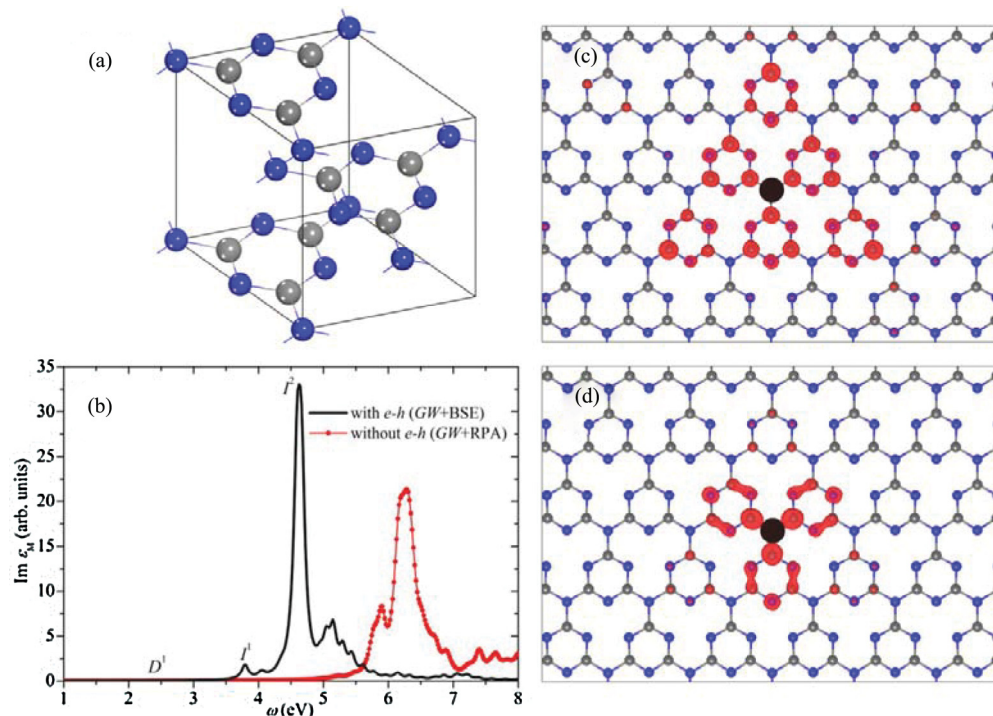 (a)
(c)
(b)
35
30
25
20
15
10
5
0
Im ε_M (arb. units)
I²
with e-h (GW+BSE)
without e-h (GW+RPA)
D¹
I¹
1 2 3 4 5 6 7 8
ω(eV)
(d)